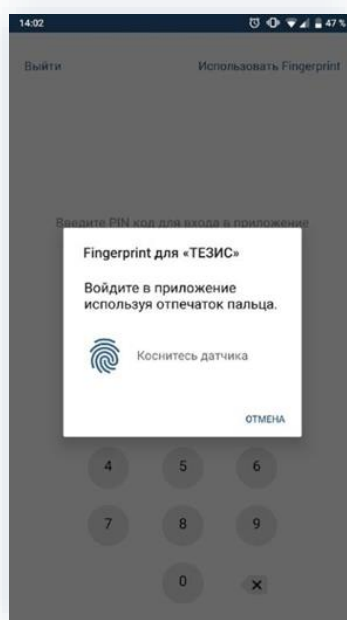 14:02 47 %
Выйти Использовать Fingerprint
Введите PIN код для входа в приложение
Fingerprint для «ТЕЗИС»
Войдите в приложение
используя отпечаток пальца.
Коснитесь датчика
ОТМЕНА
4 5 6
7 8 9
0